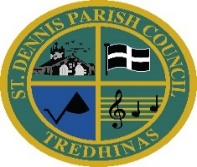 ST. DENNIS PARISH COUNCIL
TREDHINAS